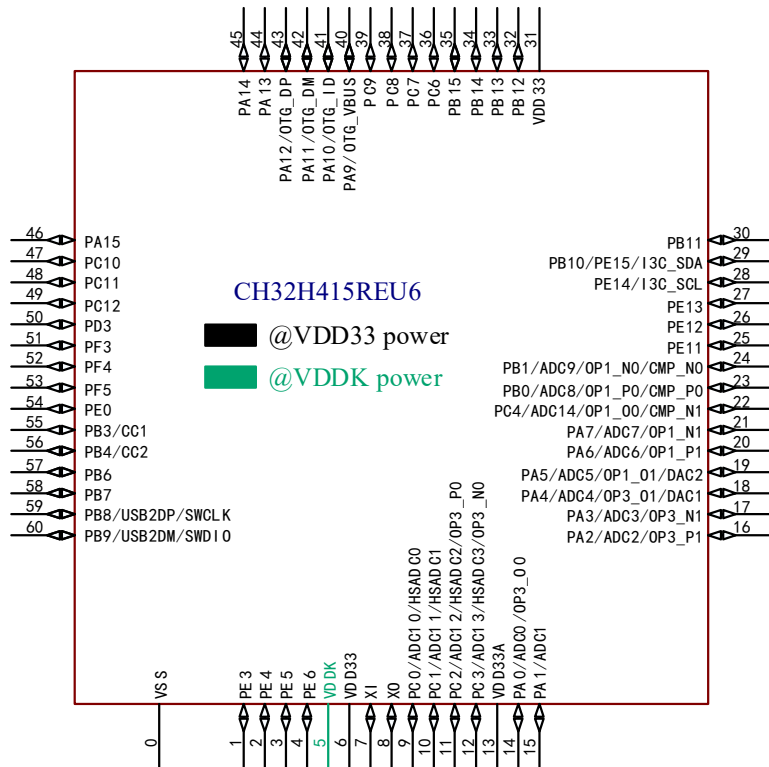 45 44 43 42 41 40 39 38 37 36 35 34 33 32 31
PA14
PA13
PA12/OTG_DP
PA11/OTG_DM
PA10/OTG_ID
PA9/OTG_VBUS
PC9
PC8
PC7
PC6
PB15
PB14
PB13
PB12
VDD33
46 PA15
47 PC10
48 PC11
49 PC12
50 PD3
51 PF3
52 PF4
53 PF5
54 PE0
55 PB3/CC1
56 PB4/CC2
57 PB6
58 PB7
59 PB8/USB2DP/SWCLK
60 PB9/USB2DM/SWDIO
CH32H415REU6
@VDD33 power
@VDDK power
PB11 30
PB10/PE15/I3C_SDA 29
PE14/I3C_SCL 28
PE13 27
PE12 26
PE11 25
PB1/ADC9/OP1_N0/CMP_N0 24
PB0/ADC8/OP1_P0/CMP_P0 23
PC4/ADC14/OP1_O0/CMP_N1 22
PA7/ADC7/OP1_N1 21
PA6/ADC6/OP1_P1 20
PA5/ADC5/OP1_O1/DAC2 19
PA4/ADC4/OP3_O1/DAC1 18
PA3/ADC3/OP3_N1 17
PA2/ADC2/OP3_P1 16
VSS
PE3
PE4
PE5
PE6
VDDK
VDD33
XI
XO
PC0/ADC10/HSADC0
PC1/ADC11/HSADC1
PC2/ADC12/HSADC2/OP3_P0
PC3/ADC13/HSADC3/OP3_N0
VDD33A
PA0/ADC0/OP3_O0
PA1/ADC1
0 1 2 3 4 5 6 7 8 9 10 11 12 13 14 15